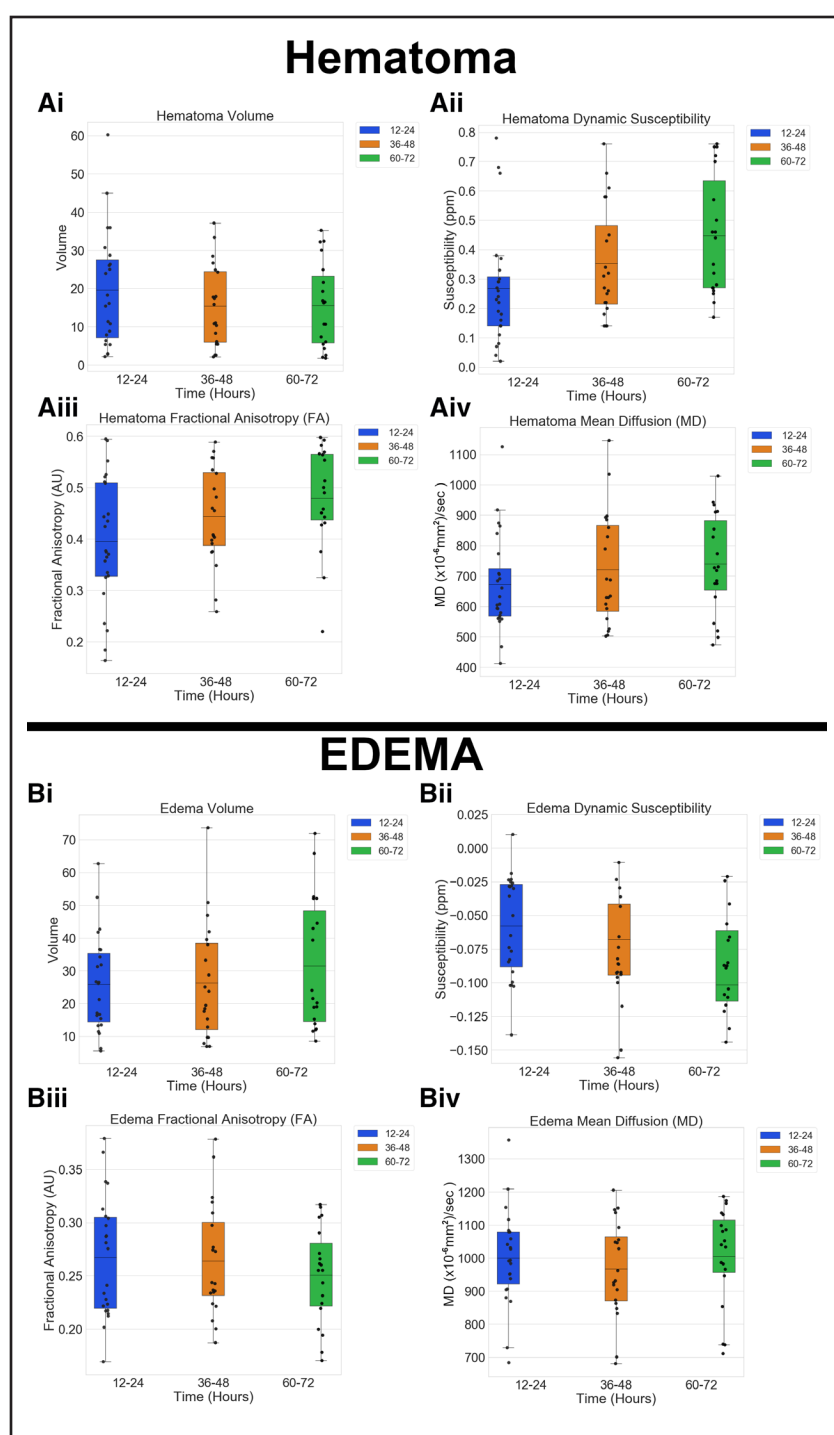 Hematoma
Ai
Hematoma Volume
12-24
36-48
60-72
60
50
40
30
20
10
0
Volume
12-24 36-48 60-72
Time (Hours)
Aii
Hematoma Dynamic Susceptibility
12-24
36-48
60-72
0.8
0.7
0.6
0.5
0.4
0.3
0.2
0.1
0.0
Susceptibility (ppm)
12-24 36-48 60-72
Time (Hours)
Aiii
Hematoma Fractional Anisotropy (FA)
12-24
36-48
60-72
0.6
0.5
0.4
0.3
0.2
Fractional Anisotropy (AU)
12-24 36-48 60-72
Time (Hours)
Aiv
Hematoma Mean Diffusion (MD)
12-24
36-48
60-72
1100
1000
900
800
700
600
500
400
MD (x10⁻⁶mm²)/sec )
12-24 36-48 60-72
Time (Hours)
EDEMA
Bi
Edema Volume
12-24
36-48
60-72
70
60
50
40
30
20
10
Volume
12-24 36-48 60-72
Time (Hours)
Bii
Edema Dynamic Susceptibility
12-24
36-48
60-72
0.025
0.000
−0.025
−0.050
−0.075
−0.100
−0.125
−0.150
Susceptibility (ppm)
12-24 36-48 60-72
Time (Hours)
Biii
Edema Fractional Anisotropy (FA)
12-24
36-48
60-72
0.35
0.30
0.25
0.20
Fractional Anisotropy (AU)
12-24 36-48 60-72
Time (Hours)
Biv
Edema Mean Diffusion (MD)
12-24
36-48
60-72
1300
1200
1100
1000
900
800
700
MD (x10⁻⁶mm²)/sec )
12-24 36-48 60-72
Time (Hours)